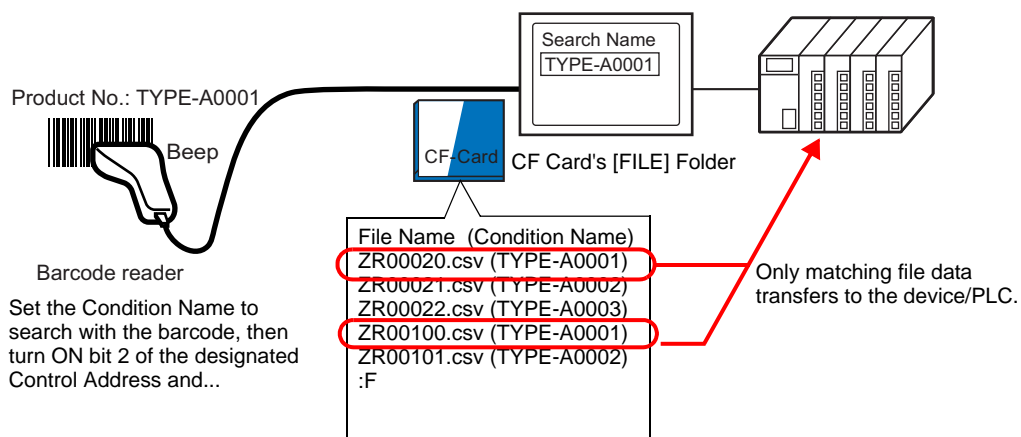 Search Name
TYPE-A0001
Product No.: TYPE-A0001
Beep
CF-Card
CF Card's [FILE] Folder
File Name  (Condition Name)
ZR00020.csv (TYPE-A0001)
ZR00021.csv (TYPE-A0002)
ZR00022.csv (TYPE-A0003)
ZR00100.csv (TYPE-A0001)
ZR00101.csv (TYPE-A0002)
:F
Only matching file data
transfers to the device/PLC.
Barcode reader
Set the Condition Name to
search with the barcode, then
turn ON bit 2 of the designated
Control Address and...